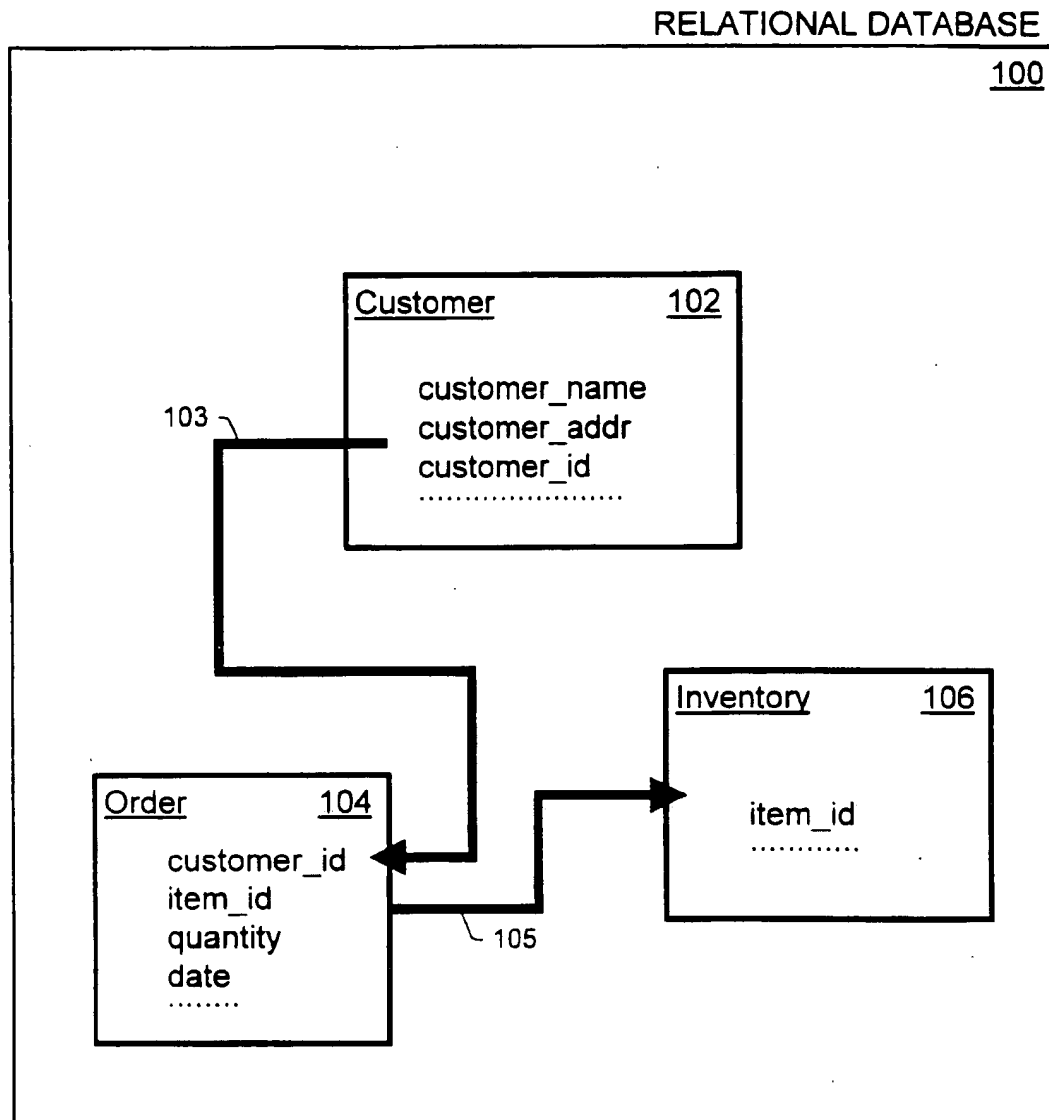 RELATIONAL DATABASE
100
Customer 102
customer_name
customer_addr
customer_id
103
Inventory 106
item_id
Order 104
customer_id
item_id
quantity
date
105